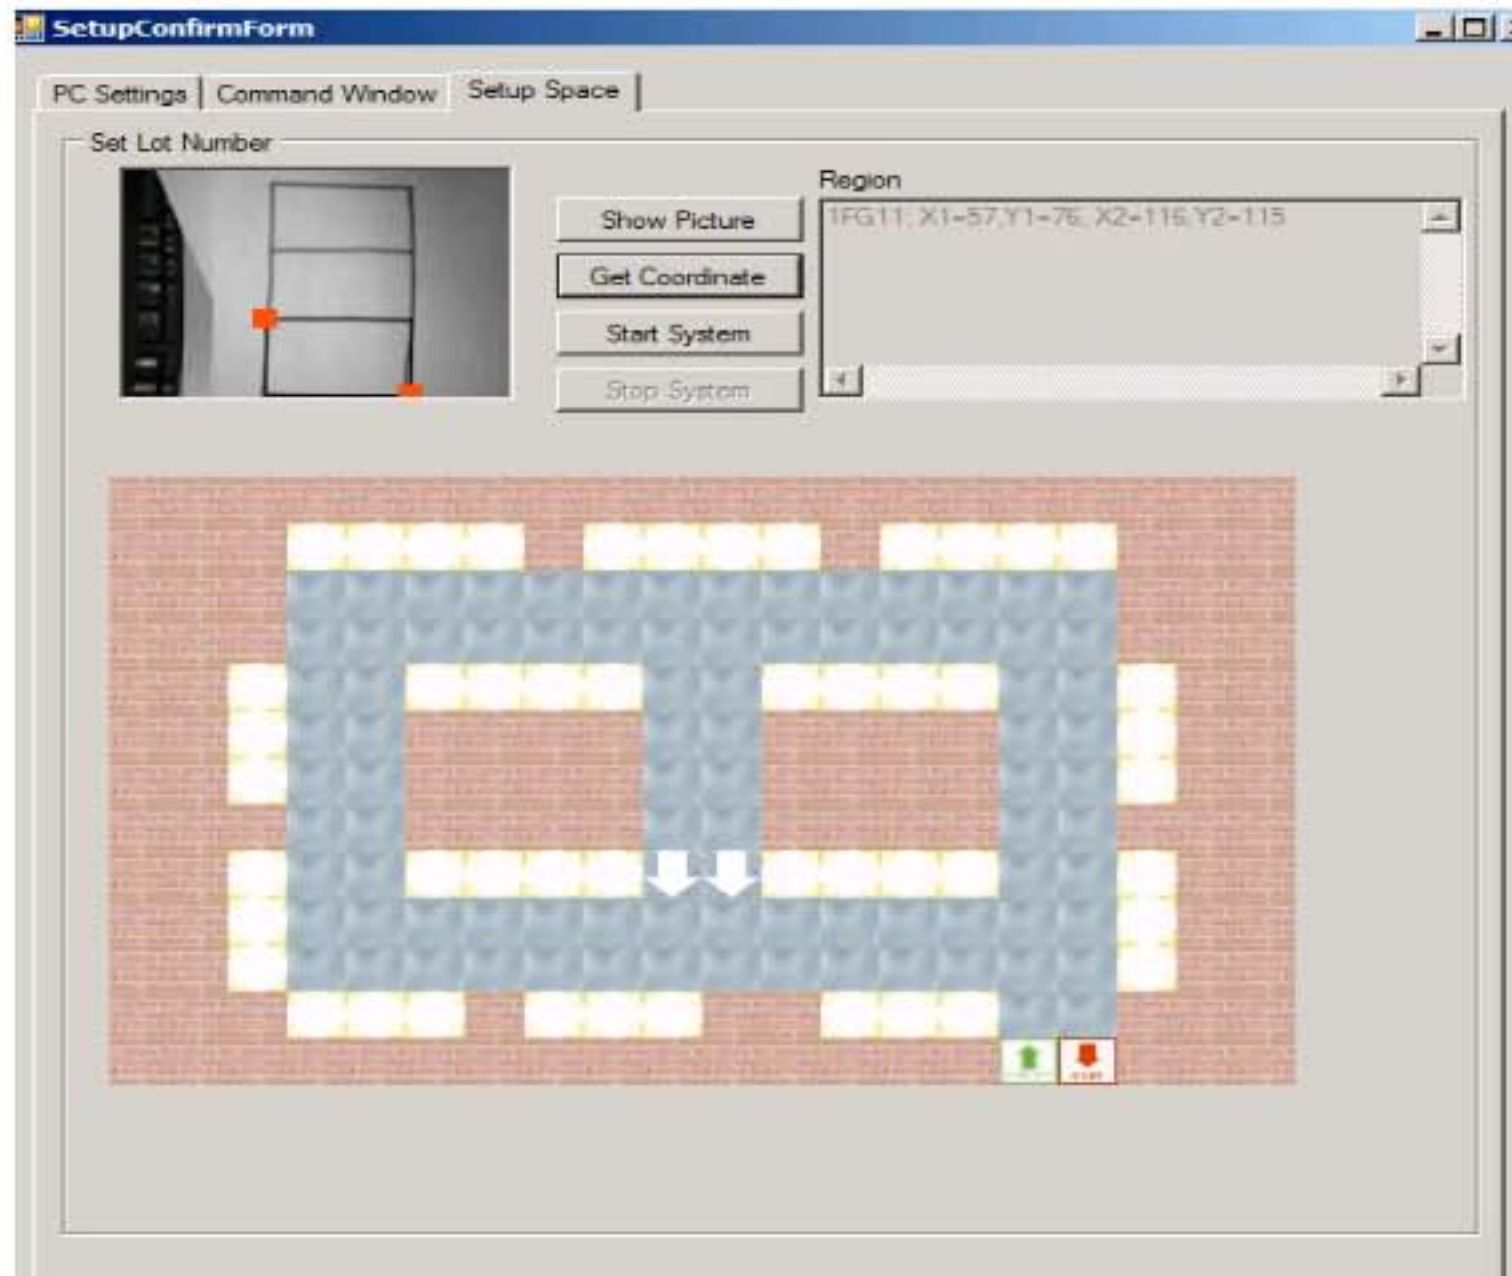 SetupConfirmForm
PC Settings
Command Window
Setup Space
Set Lot Number
Show Picture
Get Coordinate
Start System
Stop System
Region
1FG11; X1=57,Y1=76, X2=116,Y2=115